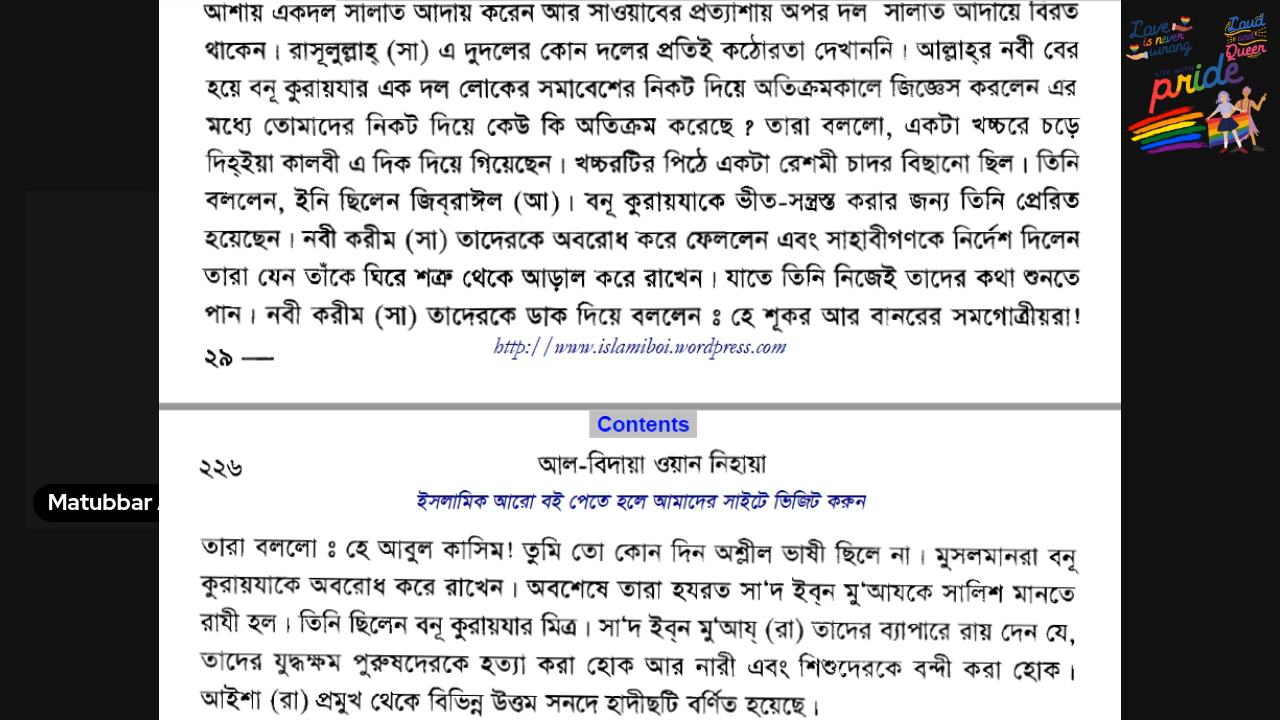 আশায় একদল সালাত আদায় করেন আর সাওয়াবের প্রত্যাশায় অপর দল সালাত আদায়ে বিরত
থাকেন। রাসূলুল্লাহ্ (সা) এ দুদলের কোন দলের প্রতিই কঠোরতা দেখাননি। আল্লাহ্‌র নবী বের
হয়ে বনূ কুরায়যার এক দল লোকের সমাবেশের নিকট দিয়ে অতিক্রমকালে জিজ্ঞেস করলেন এর
মধ্যে তোমাদের নিকট দিয়ে কেউ কি অতিক্রম করেছে ? তারা বললো, একটা খচ্চরে চড়ে
দিহ্ইয়া কালবী এ দিক দিয়ে গিয়েছেন। খচ্চরটির পিঠে একটা রেশমী চাদর বিছানো ছিল। তিনি
বললেন, ইনি ছিলেন জিব্‌রাঈল (আ)। বনূ কুরায়যাকে ভীত-সন্ত্রস্ত করার জন্য তিনি প্রেরিত
হয়েছেন। নবী করীম (সা) তাদেরকে অবরোধ করে ফেললেন এবং সাহাবীগণকে নির্দেশ দিলেন
তারা যেন তাঁকে ঘিরে শত্রু থেকে আড়াল করে রাখেন। যাতে তিনি নিজেই তাদের কথা শুনতে
পান। নবী করীম (সা) তাদেরকে ডাক দিয়ে বললেন ঃ হে শূকর আর বানরের সমগোত্রীয়রা!
২৯ —
http://www.islamiboi.wordpress.com
Contents
২২৬
আল-বিদায়া ওয়ান নিহায়া
ইসলামিক আরো বই পেতে হলে আমাদের সাইটে ভিজিট করুন
তারা বললো ঃ হে আবুল কাসিম! তুমি তো কোন দিন অশ্লীল ভাষী ছিলে না। মুসলমানরা বনূ
কুরায়যাকে অবরোধ করে রাখেন। অবশেষে তারা হযরত সা'দ ইব্‌ন মু'আযকে সালিশ মানতে
রাযী হল। তিনি ছিলেন বনূ কুরায়যার মিত্র। সা'দ ইব্‌ন মু'আয্ (রা) তাদের ব্যাপারে রায় দেন যে,
তাদের যুদ্ধক্ষম পুরুষদেরকে হত্যা করা হোক আর নারী এবং শিশুদেরকে বন্দী করা হোক।
আইশা (রা) প্রমুখ থেকে বিভিন্ন উত্তম সনদে হাদীছটি বর্ণিত হয়েছে।
Matubbar
Love is never wrong
Loud and Queer
LIVE WITH
pride